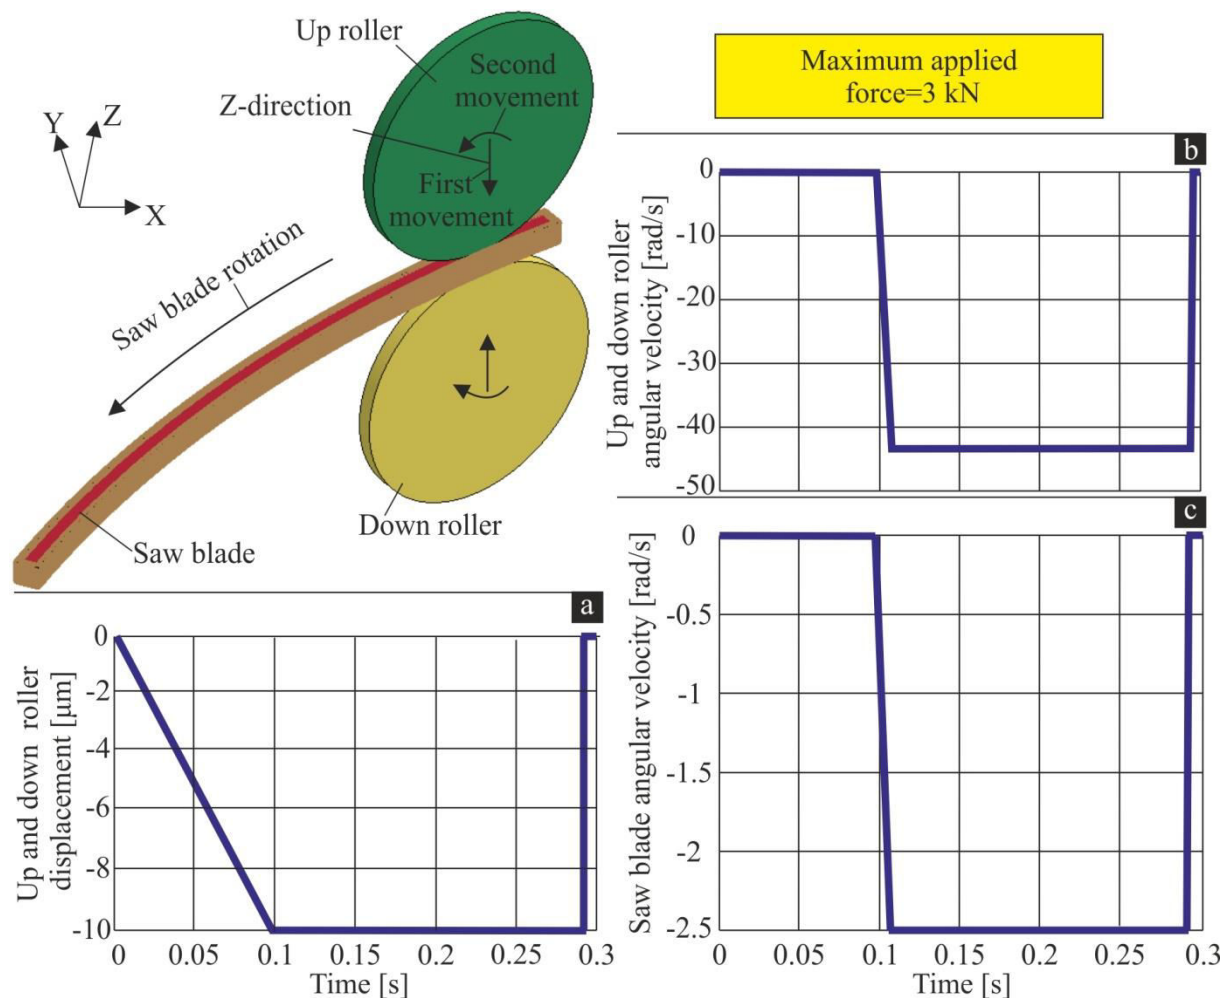 Up roller
Second
movement
Z-direction
First
movement
Y
Z
X
Saw blade rotation
Down roller
Saw blade
Maximum applied
force=3 kN
b
0
-10
-20
-30
-40
-50
Up and down roller
angular velocity [rad/s]
c
0
-0.5
-1
-1.5
-2
-2.5
Saw blade angular velocity [rad/s]
0
0.05
0.1
0.15
0.2
0.25
0.3
Time [s]
a
0
-2
-4
-6
-8
-10
Up and down roller
displacement [µm]
0
0.05
0.1
0.15
0.2
0.25
0.3
Time [s]